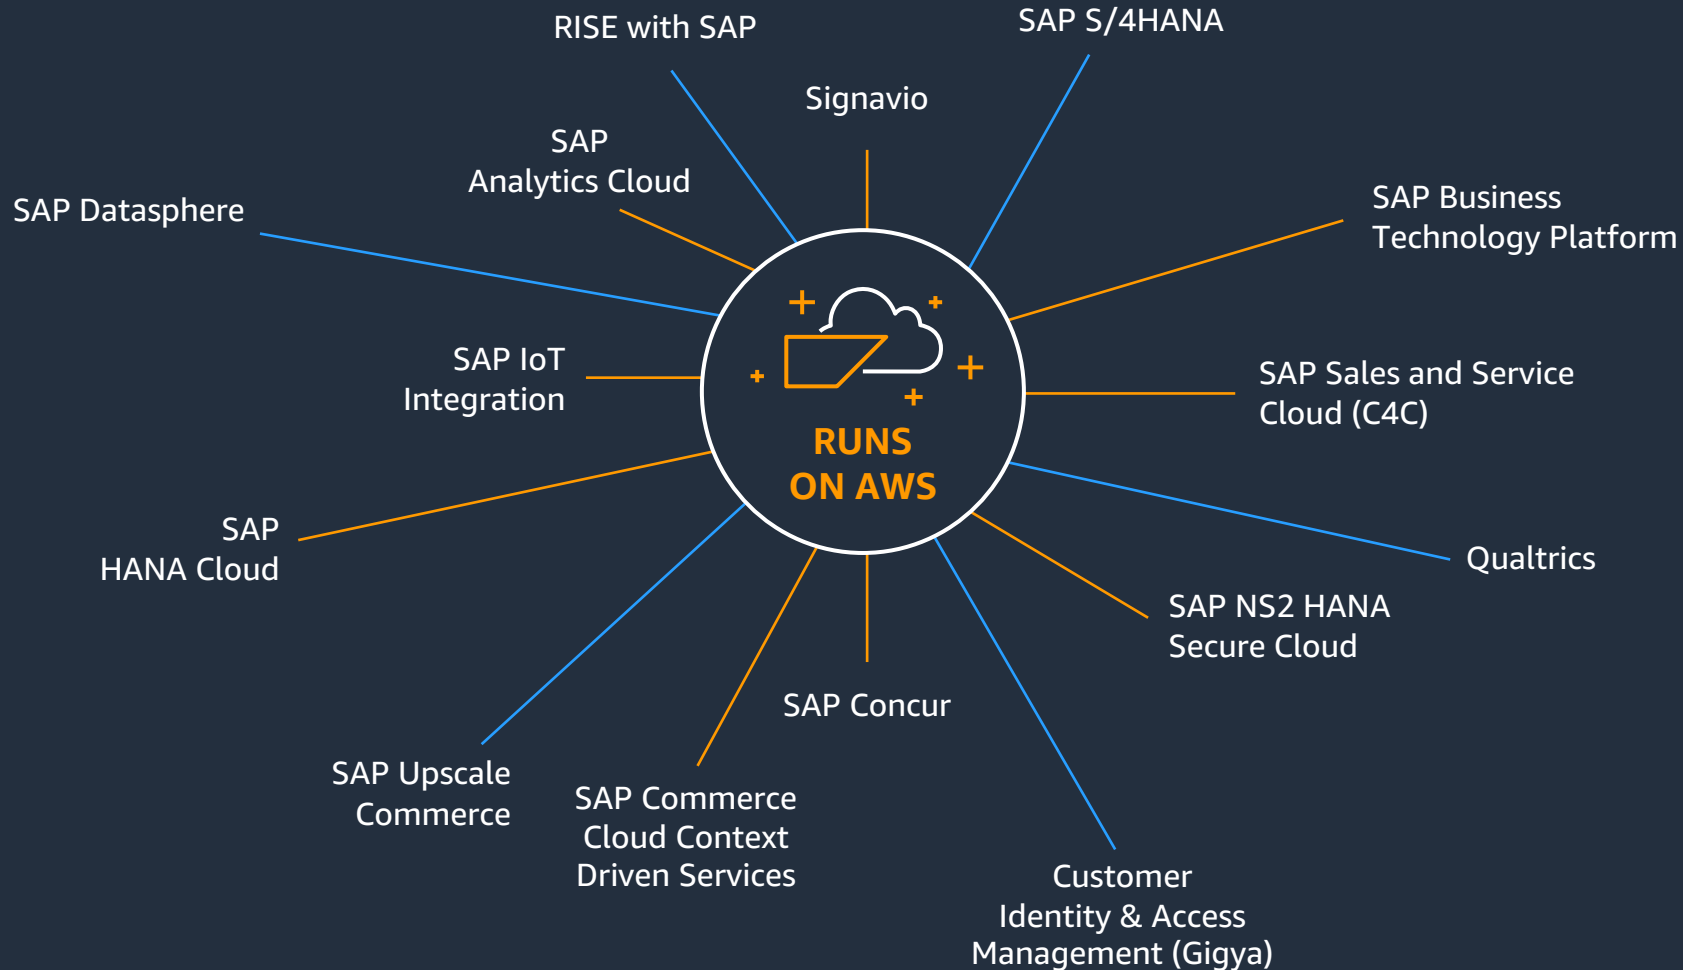 RISE with SAP
SAP S/4HANA
Signavio
SAP
Analytics Cloud
SAP Datasphere
SAP Business
Technology Platform
SAP IoT
Integration
SAP Sales and Service
Cloud (C4C)
RUNS
ON AWS
SAP
HANA Cloud
Qualtrics
SAP NS2 HANA
Secure Cloud
SAP Concur
SAP Upscale
Commerce
SAP Commerce
Cloud Context
Driven Services
Customer
Identity & Access
Management (Gigya)